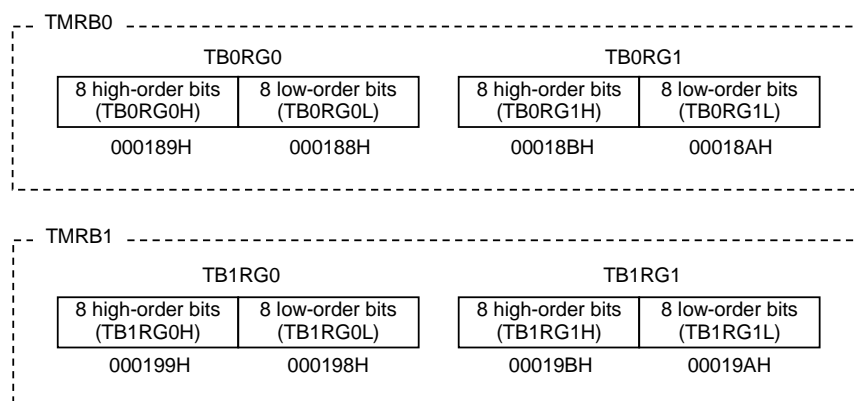 TMRB0
TB0RG0 TB0RG1
8 high-order bits 8 low-order bits 8 high-order bits 8 low-order bits
(TB0RG0H) (TB0RG0L) (TB0RG1H) (TB0RG1L)
000189H 000188H 00018BH 00018AH
TMRB1
TB1RG0 TB1RG1
8 high-order bits 8 low-order bits 8 high-order bits 8 low-order bits
(TB1RG0H) (TB1RG0L) (TB1RG1H) (TB1RG1L)
000199H 000198H 00019BH 00019AH